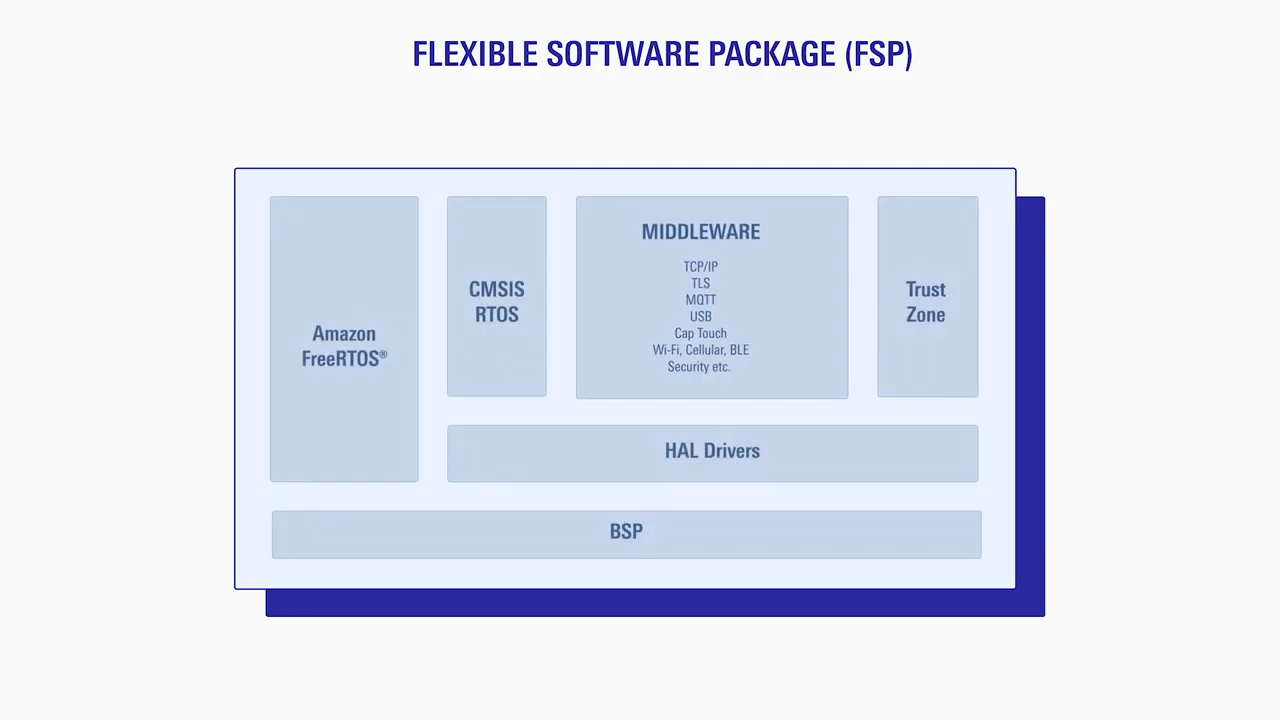 FLEXIBLE SOFTWARE PACKAGE (FSP)
Amazon
FreeRTOS®
CMSIS
RTOS
MIDDLEWARE
TCP/IP
TLS
MQTT
USB
Cap Touch
Wi-Fi, Cellular, BLE
Security etc.
Trust
Zone
HAL Drivers
BSP